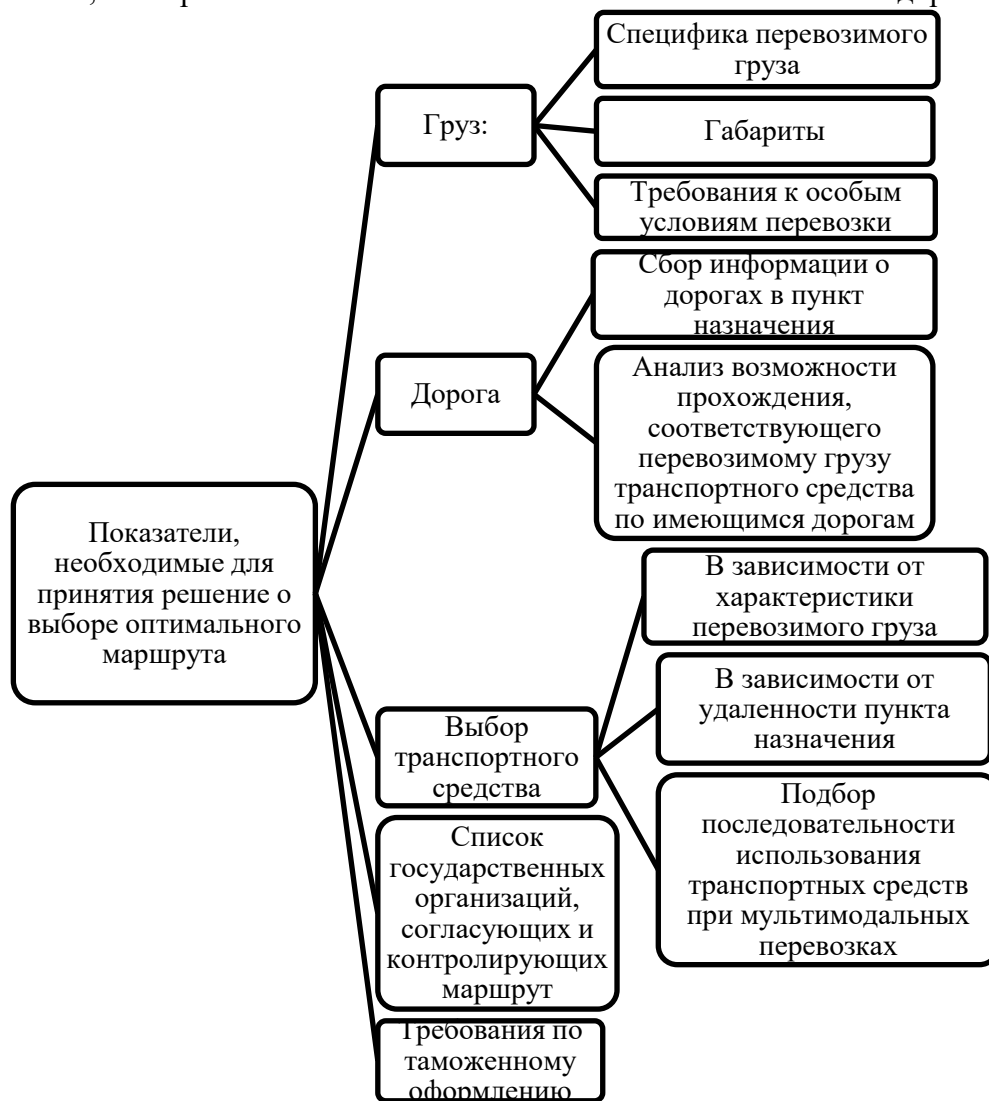 Специфика перевозимого
груза
Груз:
Габариты
Требования к особым
условиям перевозки
Сбор информации о
дорогах в пункт
назначения
Дорога
Анализ возможности
прохождения,
соответствующего
перевозимому грузу
транспортного средства
по имеющимся дорогам
Показатели,
необходимые для
принятия решение о
выборе оптимального
маршрута
В зависимости от
характеристики
перевозимого груза
В зависимости от
удаленности пункта
назначения
Выбор
транспортного
средства
Подбор
последовательности
использования
транспортных средств
при мультимодальных
перевозках
Список
государственных
организаций,
согласующих и
контролирующих
маршрут
Требования по
таможенному
оформлению